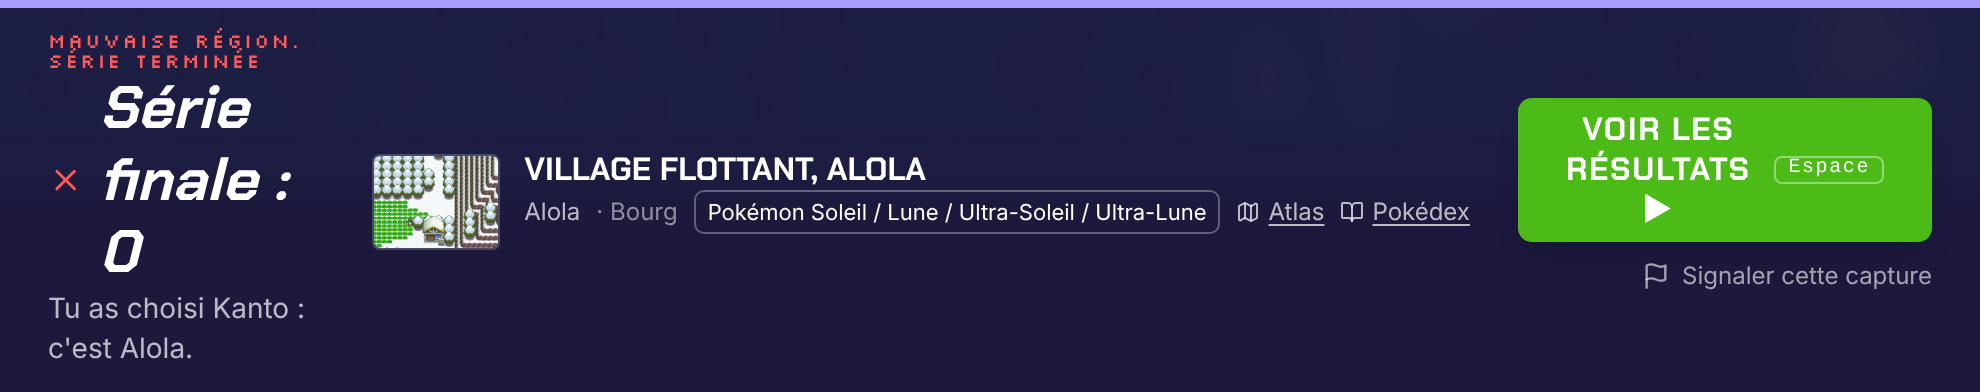 MAUVAISE RÉGION.
SÉRIE TERMINÉE
Série
finale :
0
Tu as choisi Kanto :
c'est Alola.
VILLAGE FLOTTANT, ALOLA
Alola · Bourg Pokémon Soleil / Lune / Ultra-Soleil / Ultra-Lune Atlas Pokédex
VOIR LES
RÉSULTATS Espace
Signaler cette capture